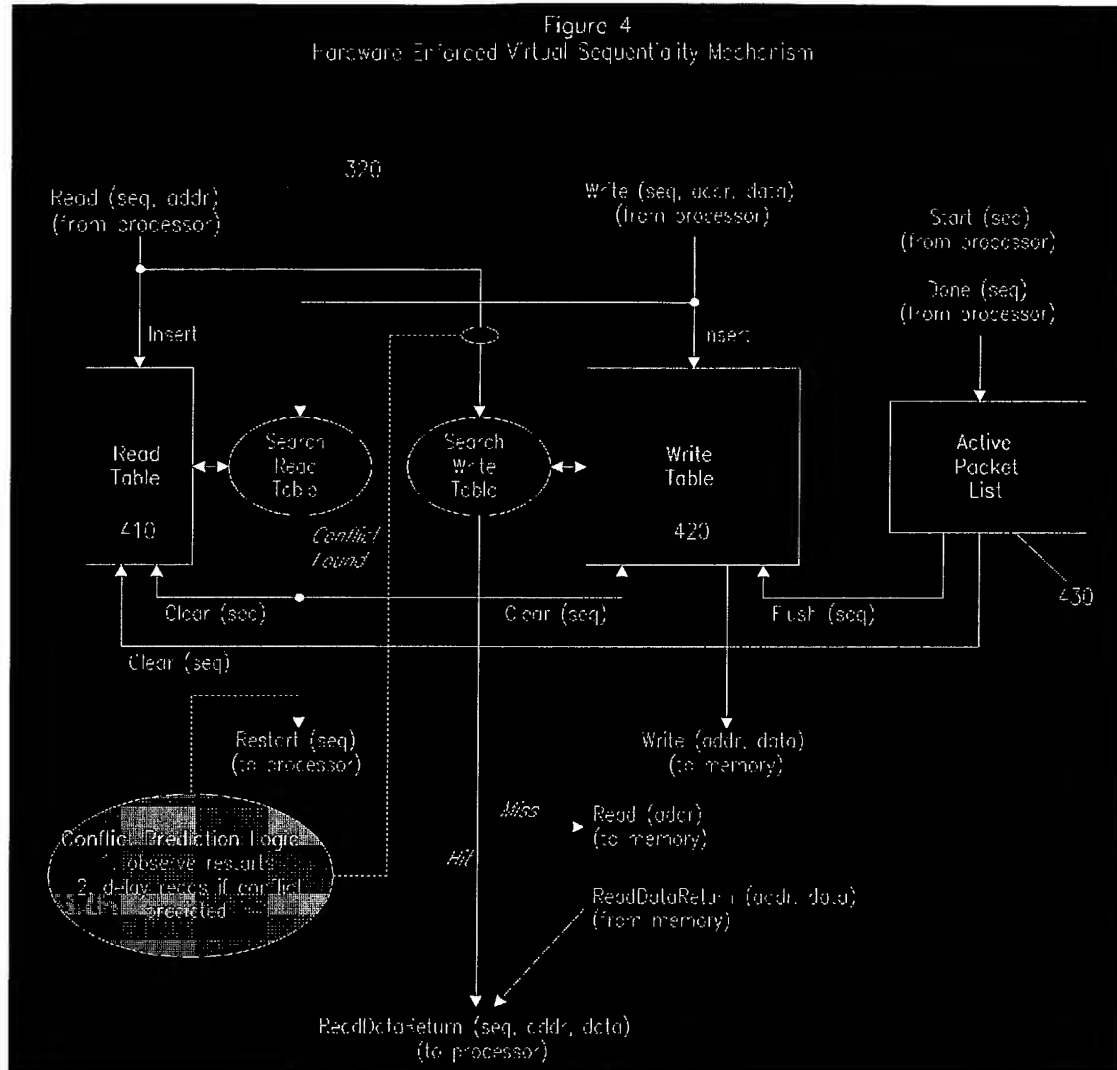 Figure 4
Hardware Enforced Virtual Sequentiality Mechanism
320
Read (seq, addr)
(from processor)
Write (seq, addr, data)
(from processor)
Start (seq)
(from processor)
Done (seq)
(from processor)
Insert
Insert
Read
Table
410
Search
Read
Table
Search
Write
Table
Write
Table
420
Active
Packet
List
430
Conflict
Found
Clear (seq)
Clear (seq)
Flush (seq)
Clear (seq)
Restart (seq)
(to processor)
Write (addr, data)
(to memory)
Miss
Read (addr)
(to memory)
Hit
Conflict Prediction Logic
1. observe restarts
2. delay reads if conflict
predicted
ReadDataReturn (addr, data)
(from memory)
ReadDataReturn (seq, addr, data)
(to processor)